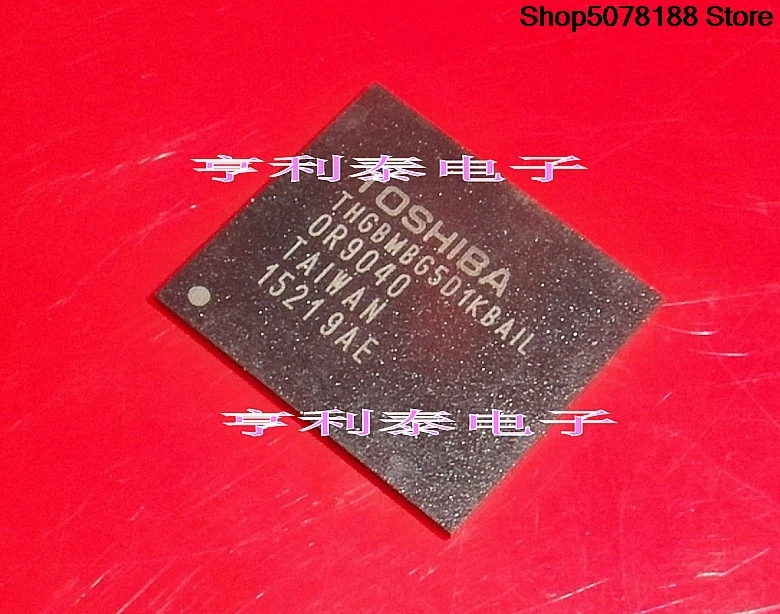 Shop5078188 Store
亨利泰电子
TOSHIBA
THGBMBG5D1KBAIL
0R9040
TAIWAN
15219AE
亨利泰电子